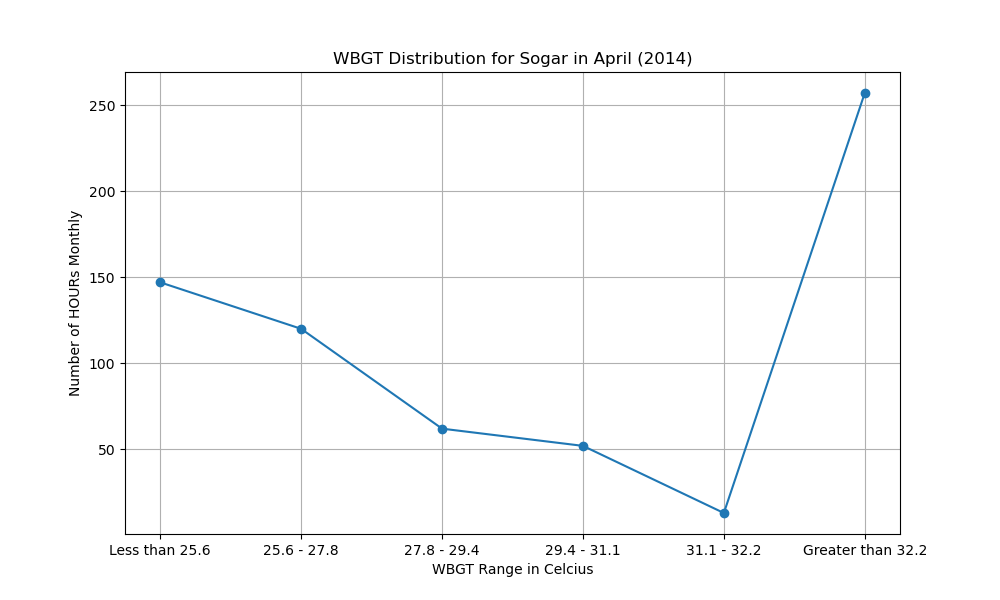 WBGT Distribution for Sogar in April (2014)
Number of HOURs Monthly
250
200
150
100
50
Less than 25.6
25.6 - 27.8
27.8 - 29.4
29.4 - 31.1
31.1 - 32.2
Greater than 32.2
WBGT Range in Celcius